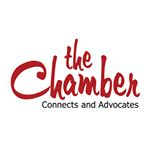 the
Chamber
Connects and Advocates